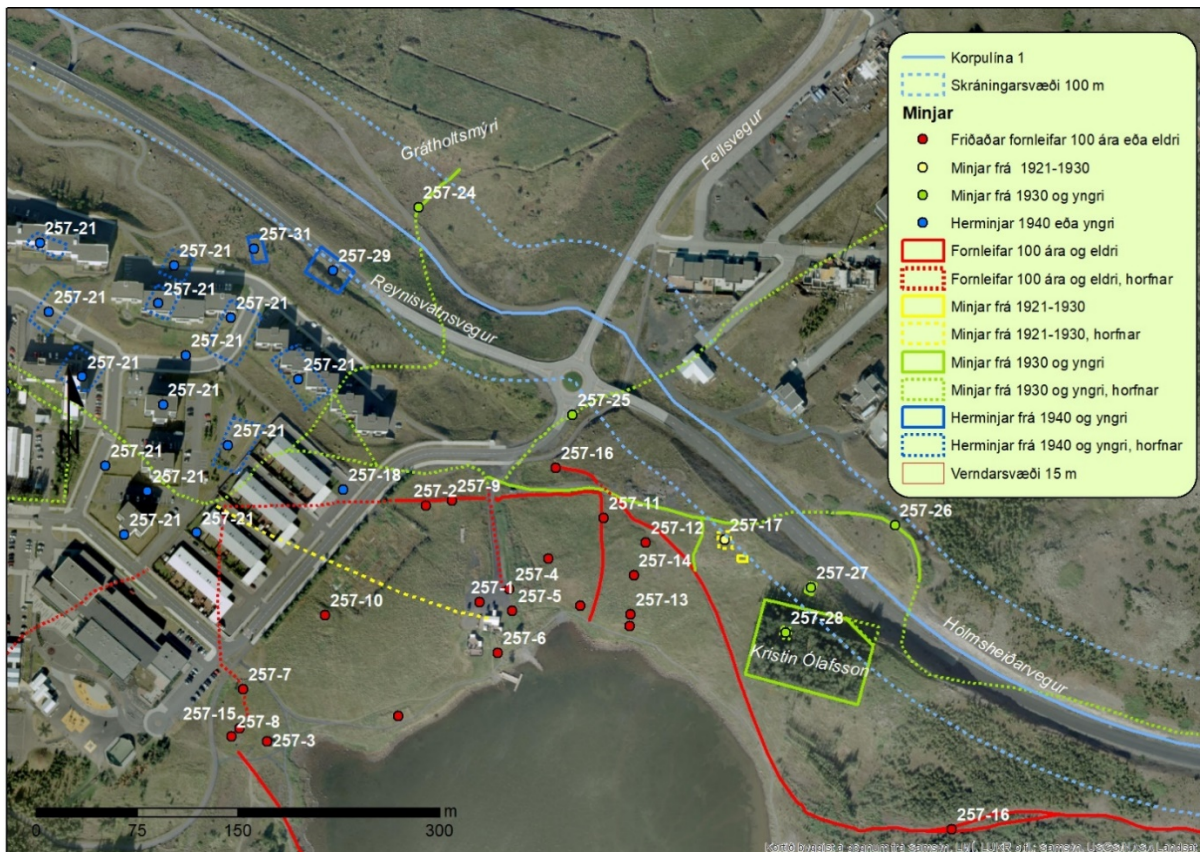 Korpulína 1
Skráningarsvæði 100 m
Minjar
Friðaðar fornleifar 100 ára eða eldri
Minjar frá 1921-1930
Minjar frá 1930 og yngri
Herminjar 1940 eða yngri
Fornleifar 100 ára og eldri
Fornleifar 100 ára og eldri, horfnar
Minjar frá 1921-1930
Minjar frá 1921-1930, horfnar
Minjar frá 1930 og yngri
Minjar frá 1930 og yngri, horfnar
Herminjar frá 1940 og yngri
Herminjar frá 1940 og yngri, horfnar
Verndarsvæði 15 m
Grátholtsmýri
Fellsvegur
257-24
257-21
257-31
257-21
257-29
257-21
257-21
257-21
Reynisvatnsvegur
257-21
257-21
257-21
257-21
257-25
257-21
257-16
257-21
257-18
257-2
257-9
257-11
257-21
257-21
257-12
257-17
257-26
257-14
257-4
257-1
257-5
257-27
257-10
257-13
257-6
257-28
Kristin Ólafsson
Hólmsheiðarvegur
257-7
257-15
257-8
257-3
257-16
m
0
75
150
300